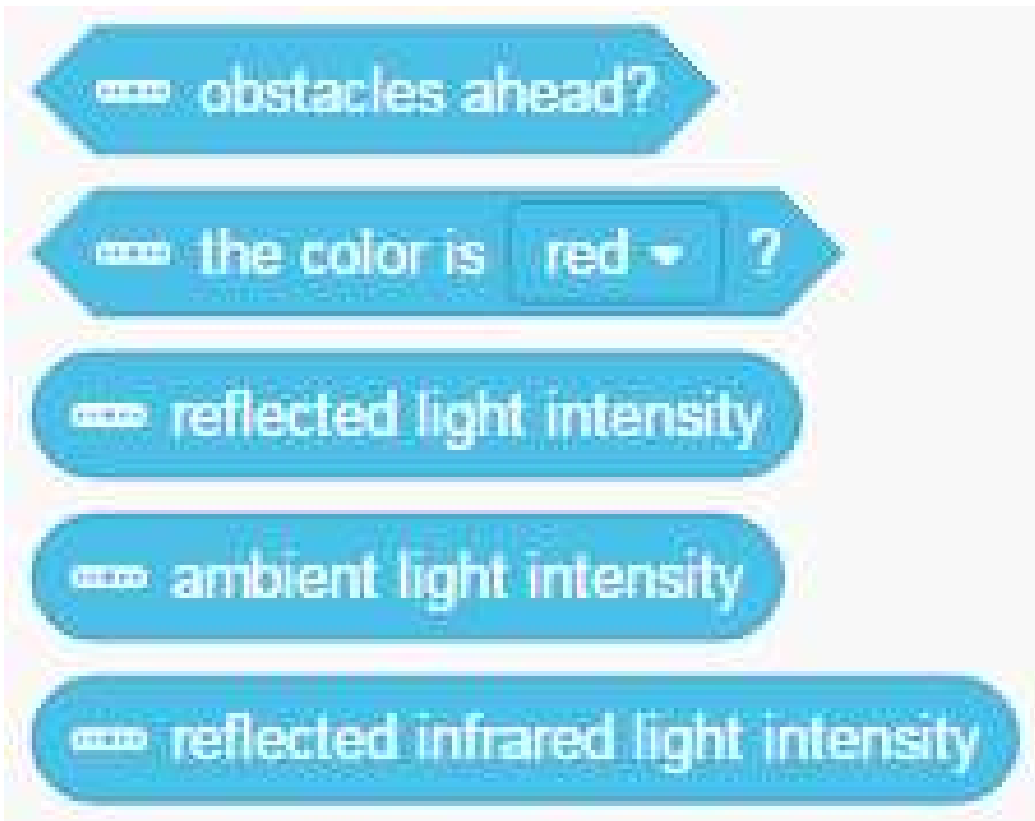 obstacles ahead?
the color is red ?
reflected light intensity
ambient light intensity
reflected infrared light intensity